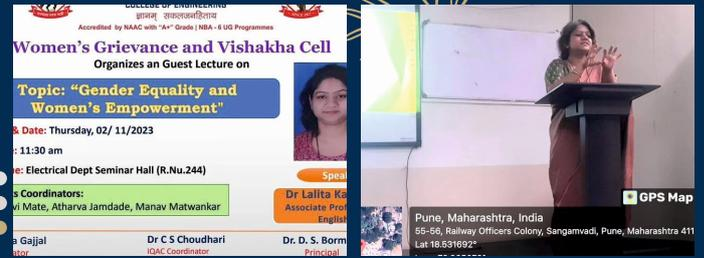 COLLEGE OF ENGINEERING
ज्ञानम् सकलजनहिताय
Accredited by NAAC with "A+" Grade | NBA - 6 UG Programmes
Women's Grievance and Vishakha Cell
Organizes an Guest Lecture on
Topic: “Gender Equality and
Women's Empowerment"
& Date: Thursday, 02/ 11/2023
e: 11:30 am
e: Electrical Dept Seminar Hall (R.Nu.244)
Speal
s Coordinators:
vi Mate, Atharva Jamdade, Manav Matwankar
Dr Lalita Ka
Associate Prof
English
a Gajjal
ator
Dr C S Choudhari
IQAC Coordinator
Dr. D. S. Borm
Principal
GPS Map
Pune, Maharashtra, India
55-56, Railway Officers Colony, Sangamvadi, Pune, Maharashtra 411
Lat 18.531692°